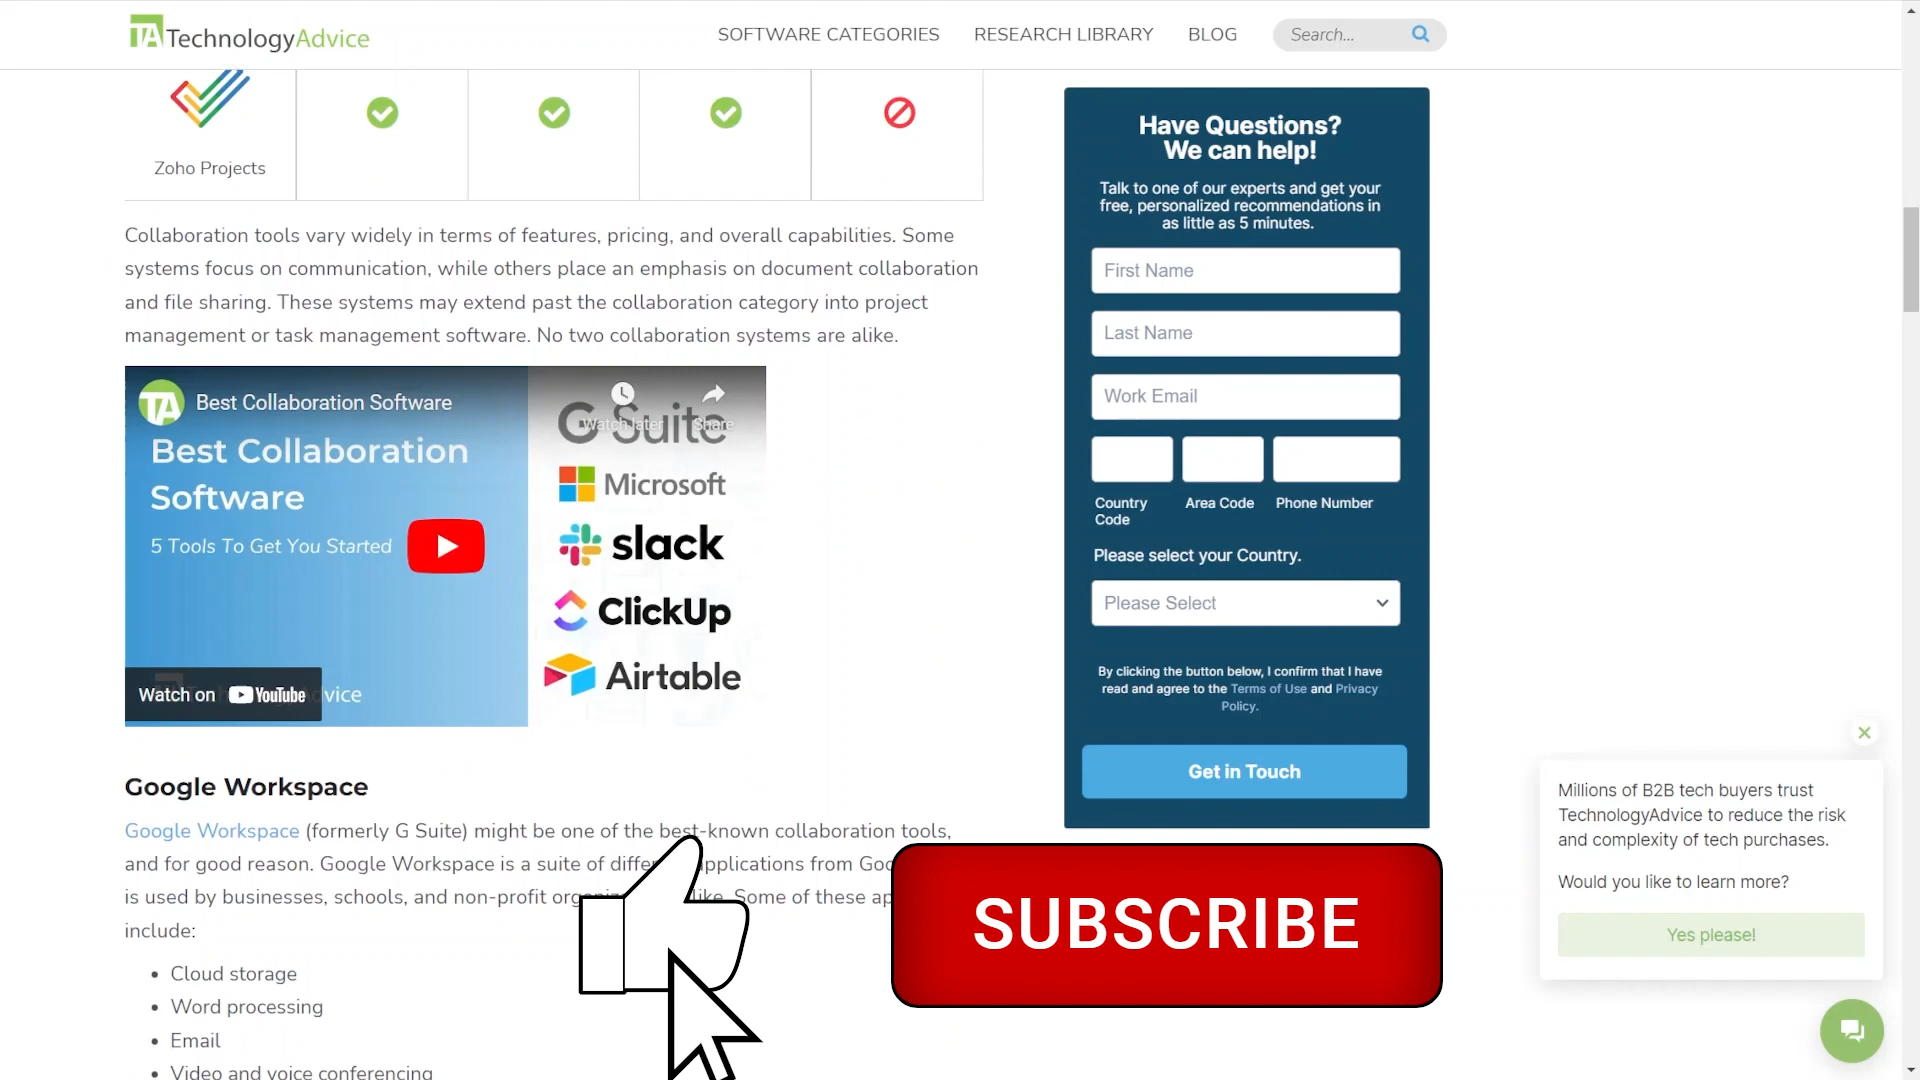 TA TechnologyAdvice
SOFTWARE CATEGORIES
RESEARCH LIBRARY
BLOG
Search...
Zoho Projects
Collaboration tools vary widely in terms of features, pricing, and overall capabilities. Some
systems focus on communication, while others place an emphasis on document collaboration
and file sharing. These systems may extend past the collaboration category into project
management or task management software. No two collaboration systems are alike.
TA Best Collaboration Software
Watch later
Share
Best Collaboration
Software
5 Tools To Get You Started
G Suite
Microsoft
slack
ClickUp
Airtable
Watch on YouTube
vice
Google Workspace
Google Workspace (formerly G Suite) might be one of the best-known collaboration tools,
and for good reason. Google Workspace is a suite of applications from
is used by businesses, schools, and non-profit Some of these
include:
• Cloud storage
• Word processing
• Email
• Video and voice conferencing
Have Questions?
We can help!
Talk to one of our experts and get your
free, personalized recommendations in
as little as 5 minutes.
First Name
Last Name
Work Email
Country
Code
Area Code
Phone Number
Please select your Country.
Please Select
By clicking the button below, I confirm that I have
read and agree to the Terms of Use and Privacy
Policy.
Get in Touch
SUBSCRIBE
Millions of B2B tech buyers trust
TechnologyAdvice to reduce the risk
and complexity of tech purchases.
Would you like to learn more?
Yes please!